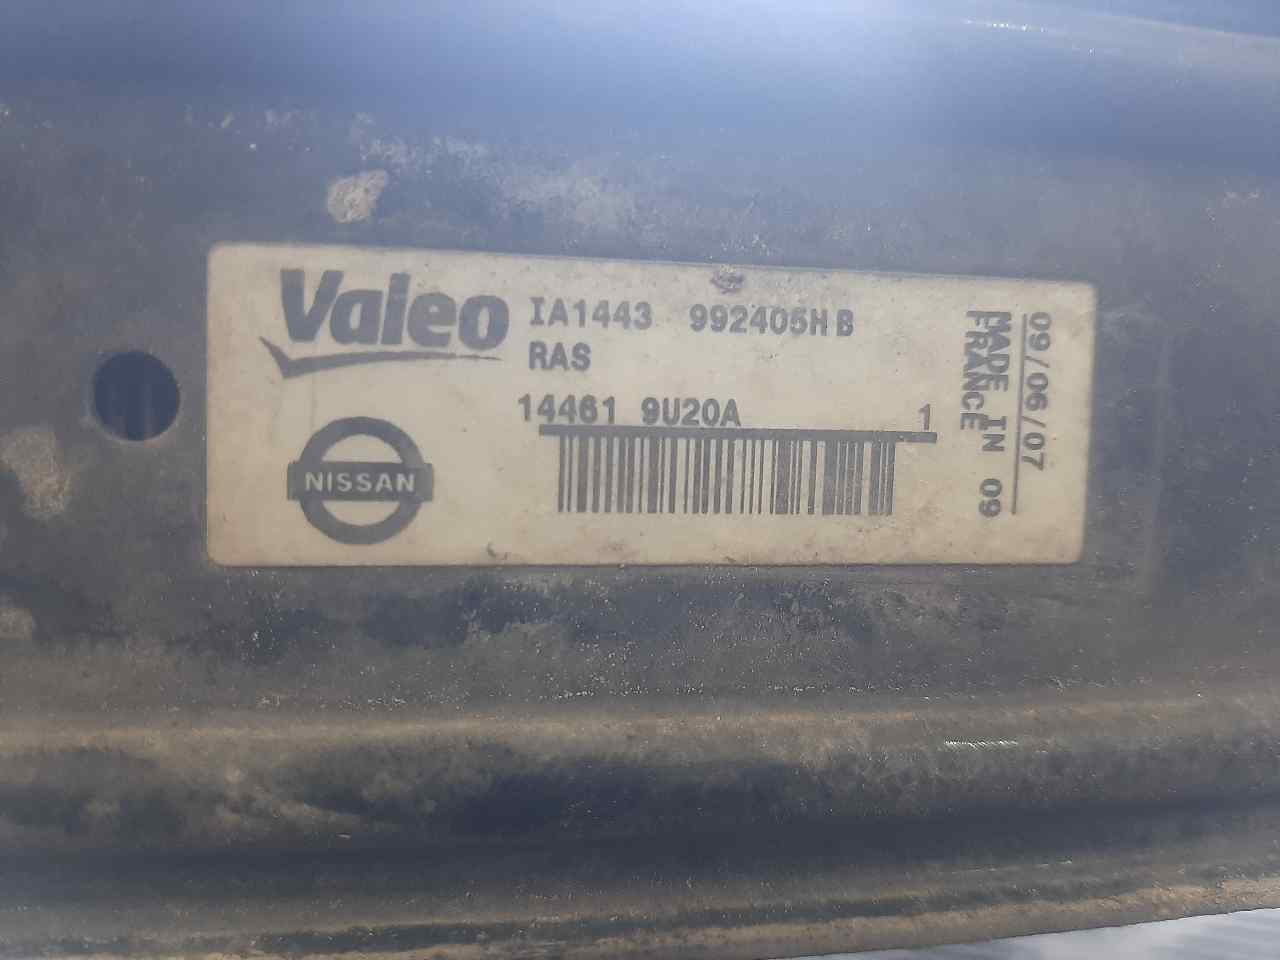 Valeo
IA1443 992405H B
RAS
14461 9U20A 1
NISSAN
09/06/07
MADE IN 09
FRANCE